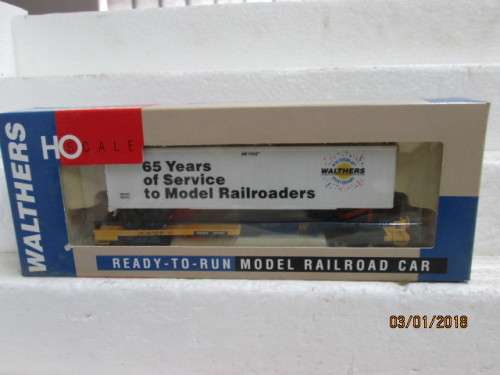 WALTHERS
HO
SCALE
65 Years
of Service
to Model Railroaders
WALTHERS
READY-TO-RUN MODEL RAILROAD CAR
03/01/2018